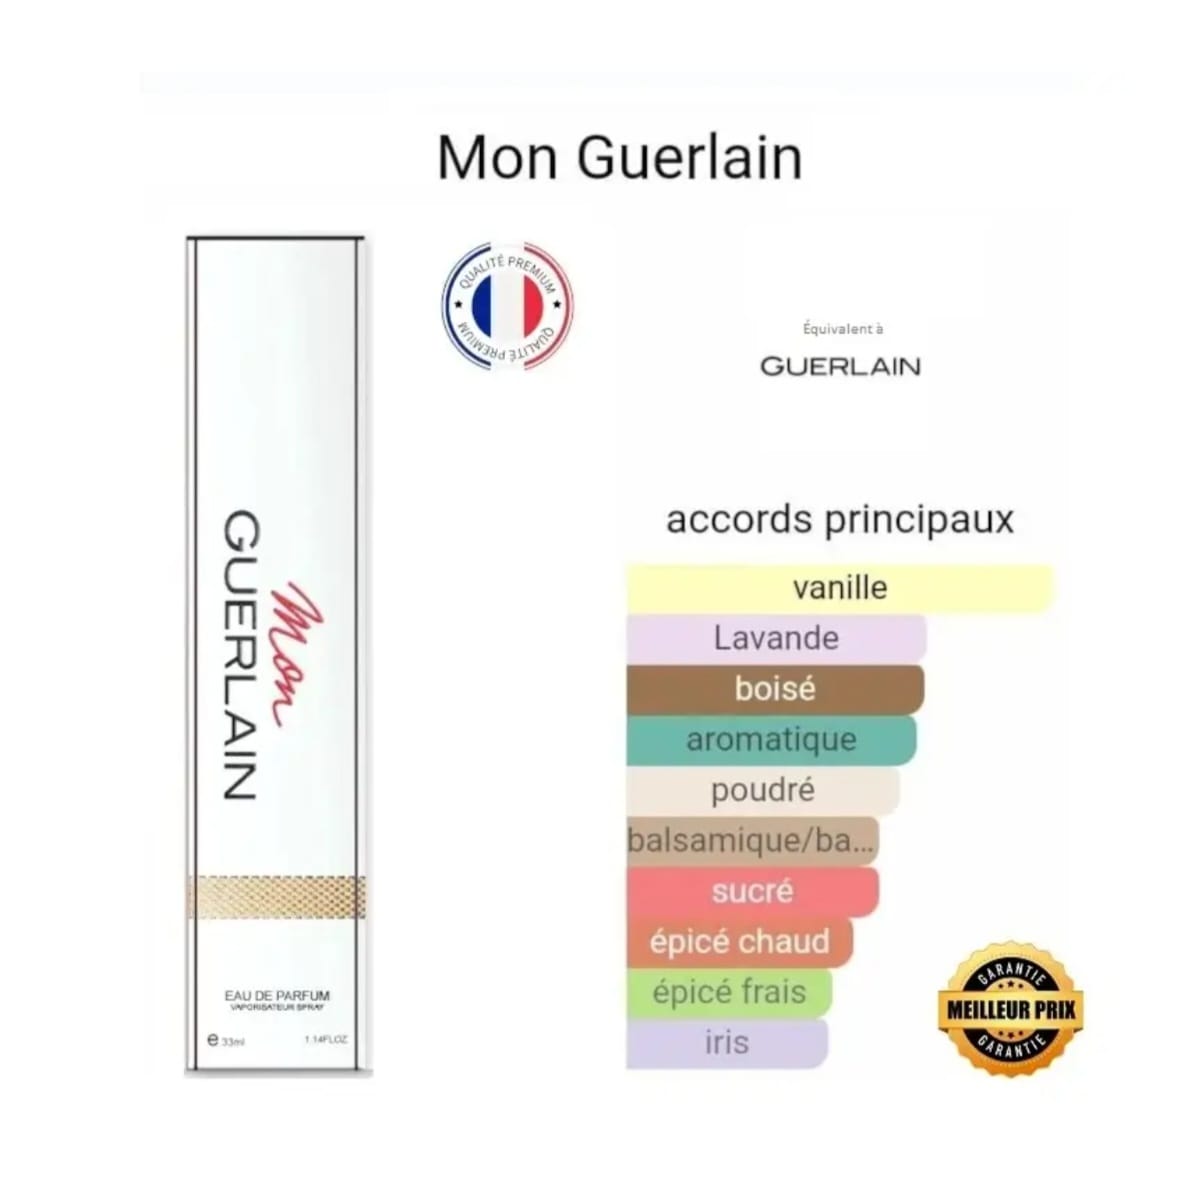 Mon Guerlain
QUALITÉ PREMIUM
QUALITÉ PREMIUM
Équivalent à
GUERLAIN
Mon
GUERLAIN
EAU DE PARFUM
VAPORISATEUR SPRAY
e 33ml 1.14FLOZ
accords principaux
vanille
Lavande
boisé
aromatique
poudré
balsamique/ba...
sucré
épicé chaud
épicé frais
iris
GARANTIE
MEILLEUR PRIX
GARANTIE